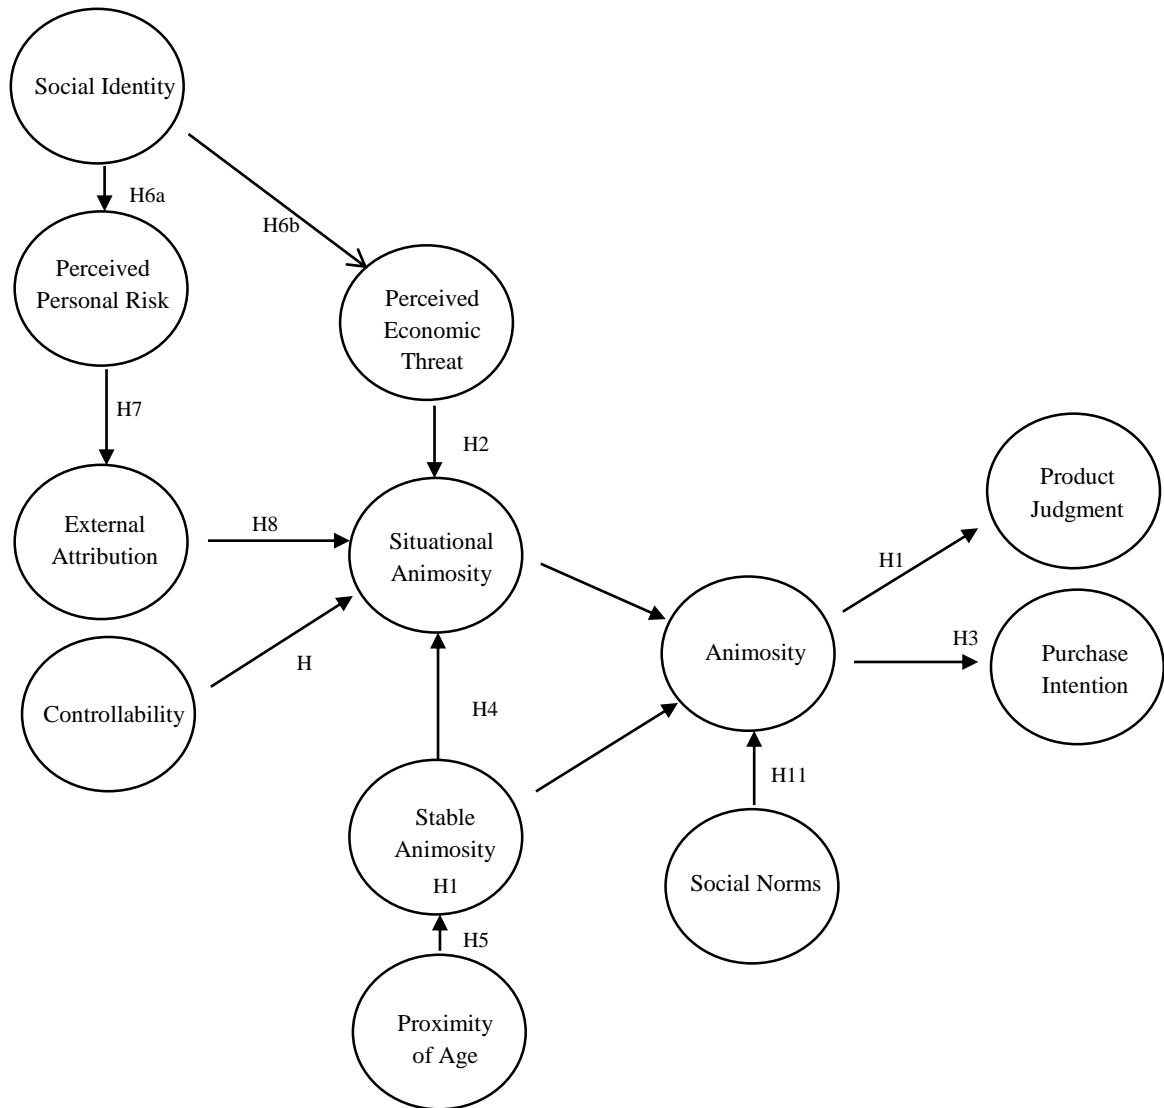 Social Identity
H6a
H6b
Perceived
Personal Risk
Perceived
Economic
Threat
H7
H2
External
Attribution
H8
Situational
Animosity
Product
Judgment
H1
Controllability
H
H4
Animosity
H3
Purchase
Intention
Stable
Animosity
H1
H11
Social Norms
H5
Proximity
of Age